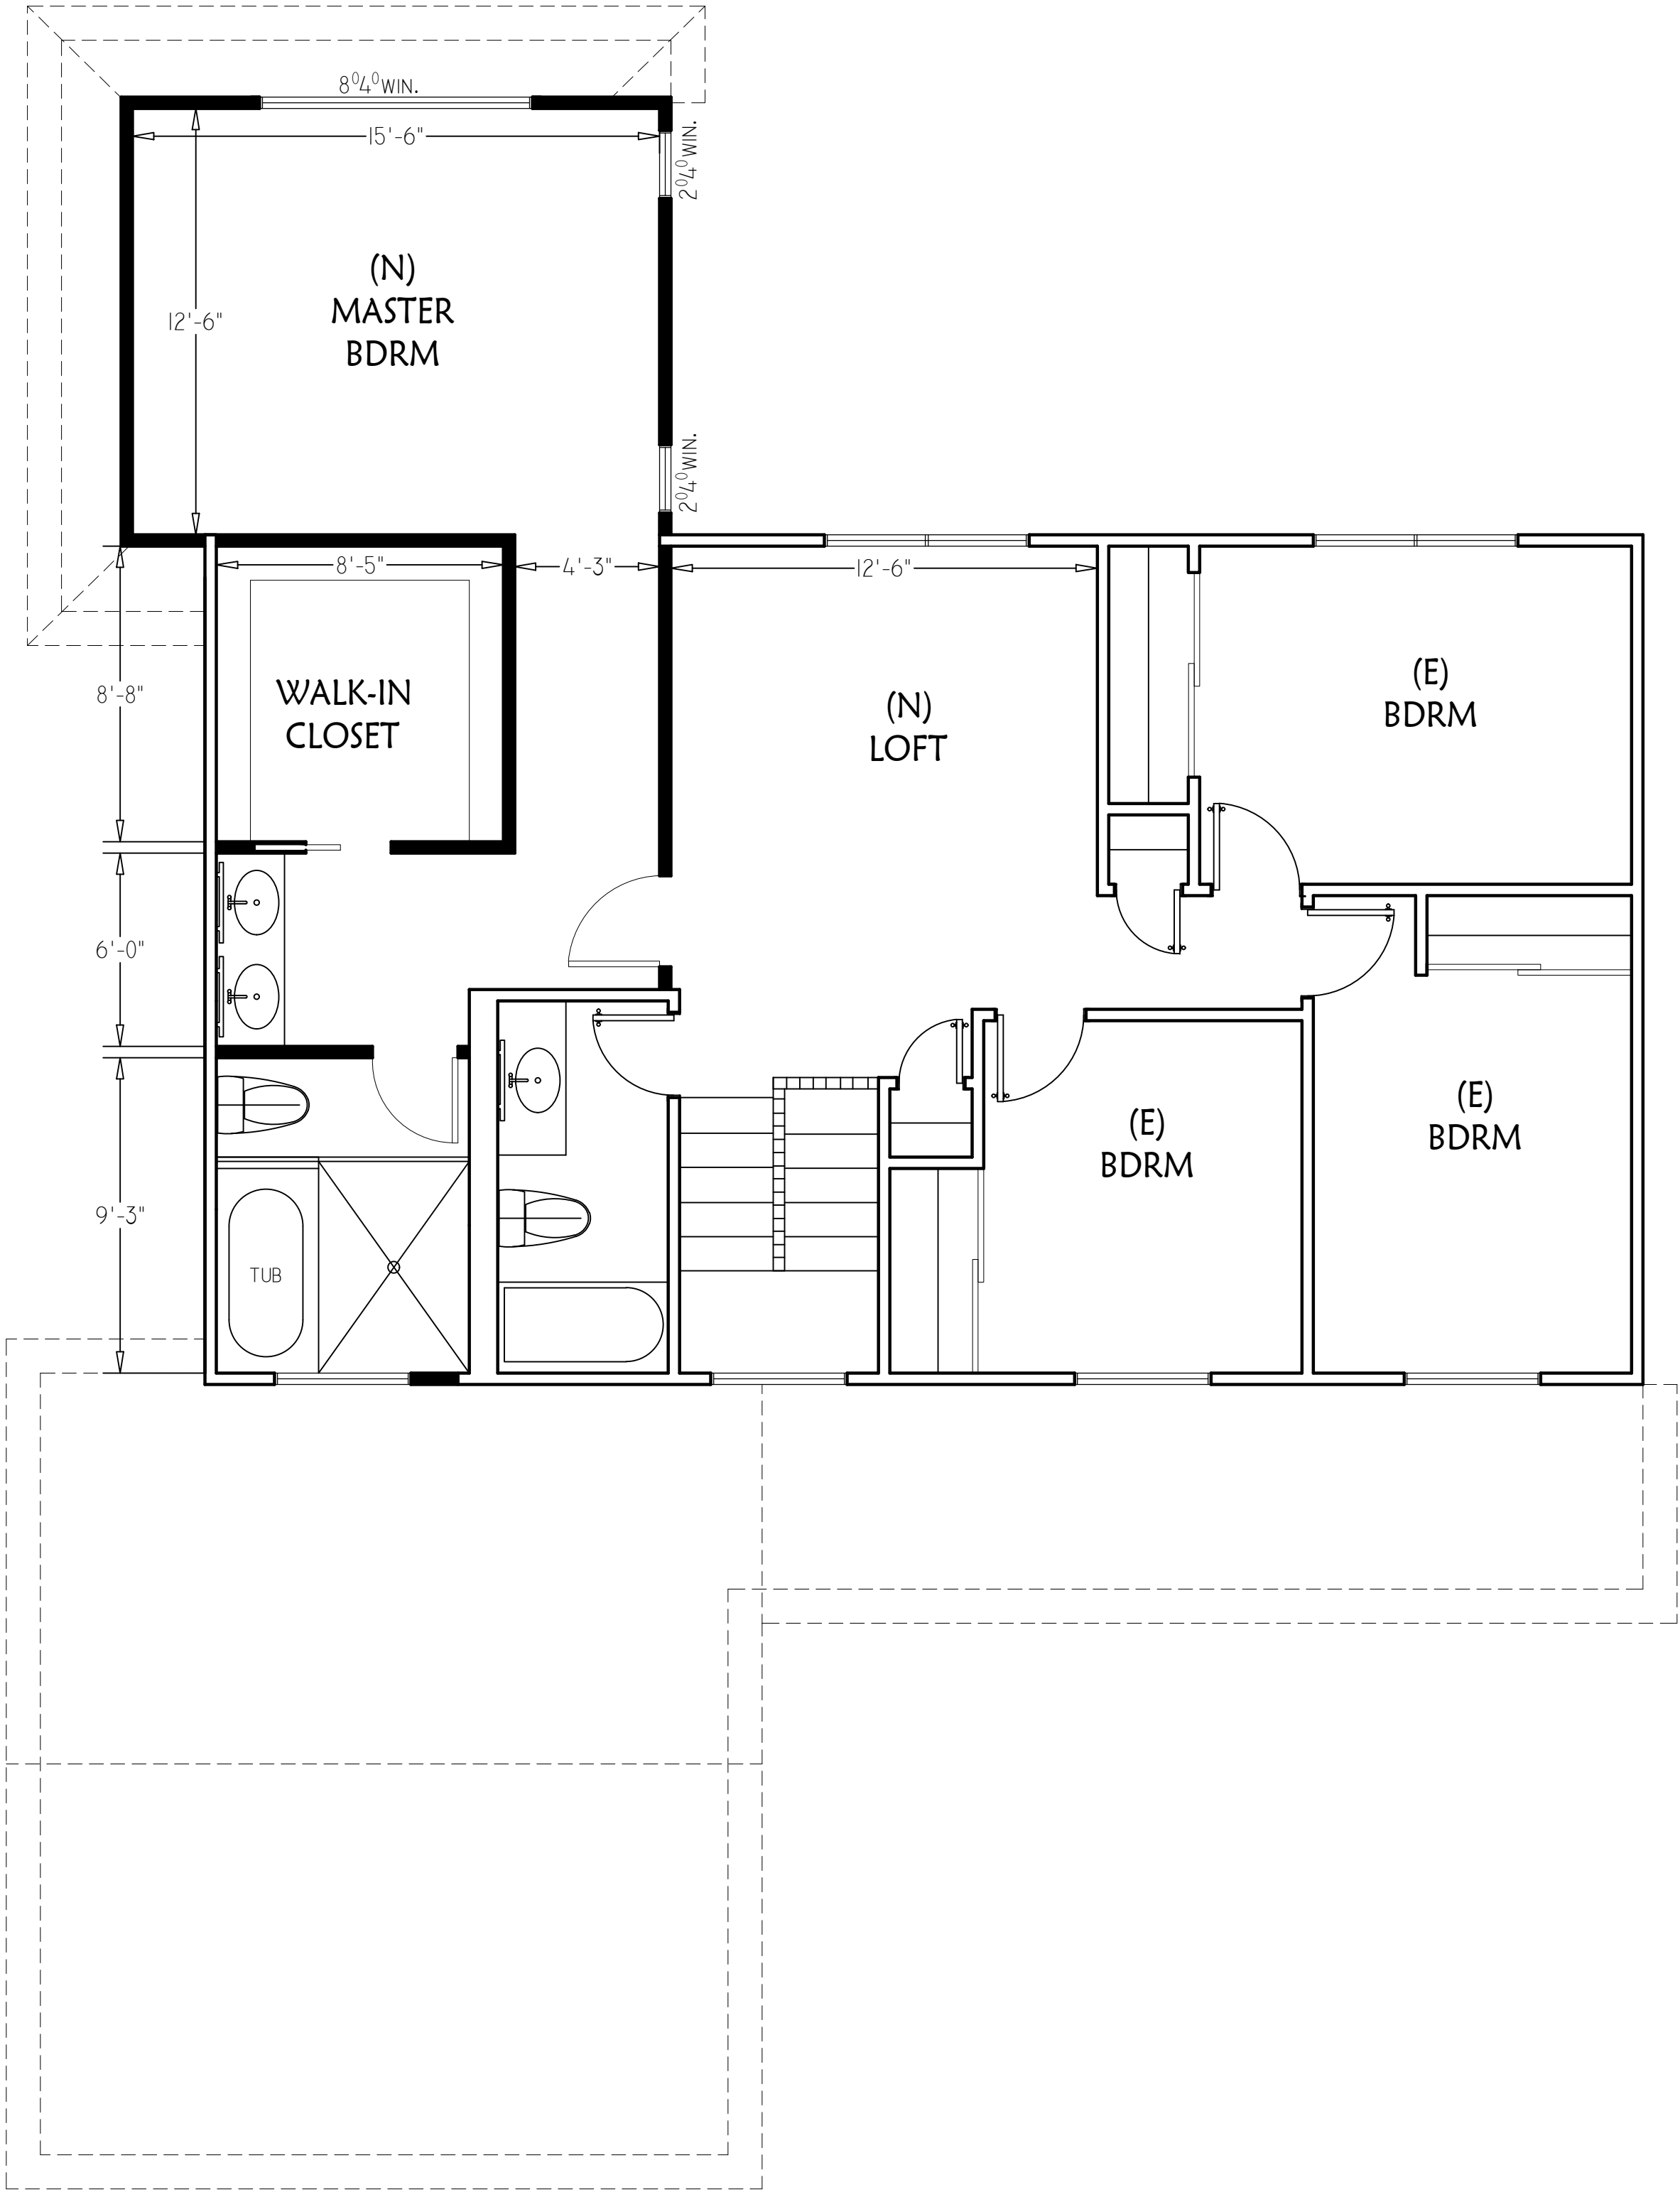 8⁰4⁰WIN.
15'-6"
2⁰4⁰WIN.
(N)
MASTER
BDRM
12'-6"
2⁰4⁰WIN.
8'-5"
4'-3"
12'-6"
8'-8"
WALK-IN
CLOSET
(N)
LOFT
(E)
BDRM
6'-0"
(E)
BDRM
(E)
BDRM
9'-3"
TUB